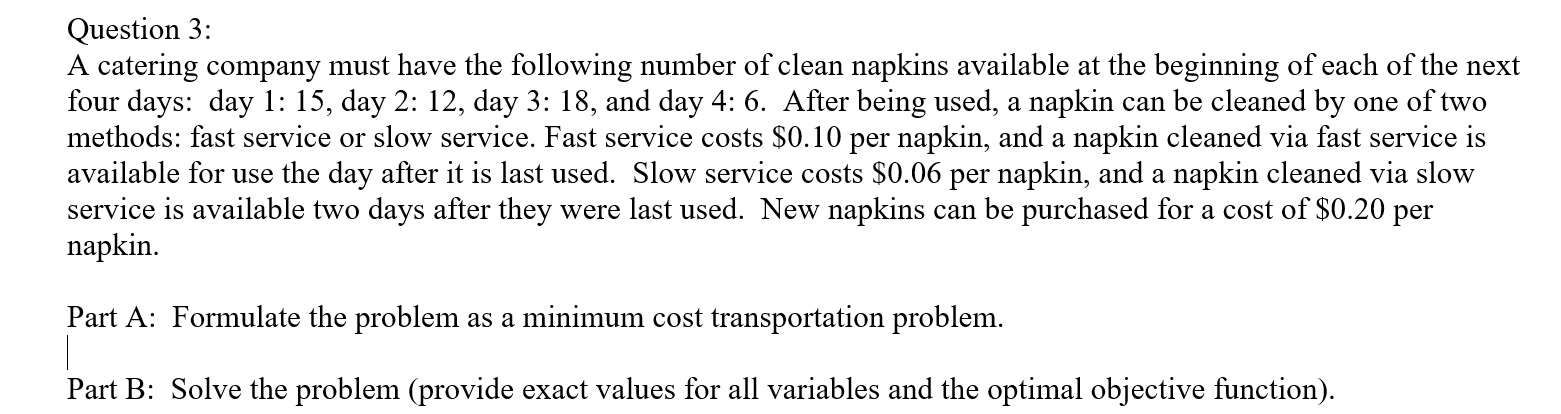 Question 3:
A catering company must have the following number of clean napkins available at the beginning of each of the next
four days:  day 1: 15, day 2: 12, day 3: 18, and day 4: 6.  After being used, a napkin can be cleaned by one of two
methods: fast service or slow service. Fast service costs $0.10 per napkin, and a napkin cleaned via fast service is
available for use the day after it is last used.  Slow service costs $0.06 per napkin, and a napkin cleaned via slow
service is available two days after they were last used.  New napkins can be purchased for a cost of $0.20 per
napkin.
Part A:  Formulate the problem as a minimum cost transportation problem.
Part B:  Solve the problem (provide exact values for all variables and the optimal objective function).